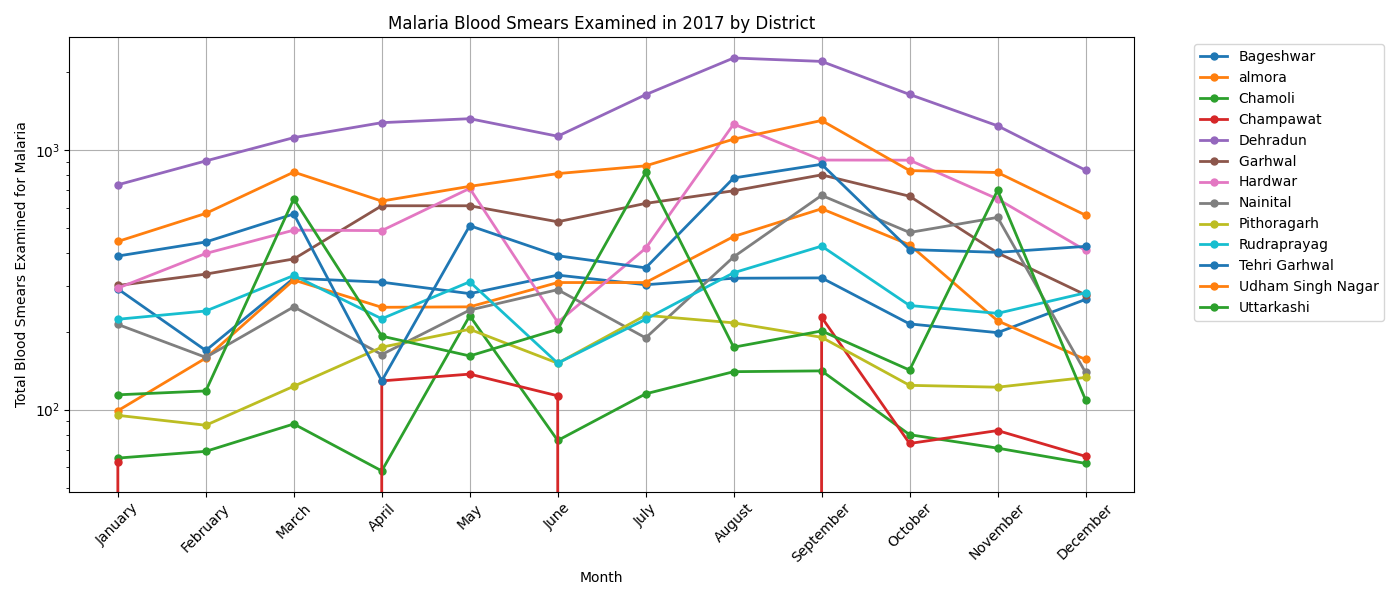 Malaria Blood Smears Examined in 2017 by District
Total Blood Smears Examined for Malaria
10³
10²
January
February
March
April
May
June
July
August
September
October
November
December
Month
Bageshwar
almora
Chamoli
Champawat
Dehradun
Garhwal
Hardwar
Nainital
Pithoragarh
Rudraprayag
Tehri Garhwal
Udham Singh Nagar
Uttarkashi